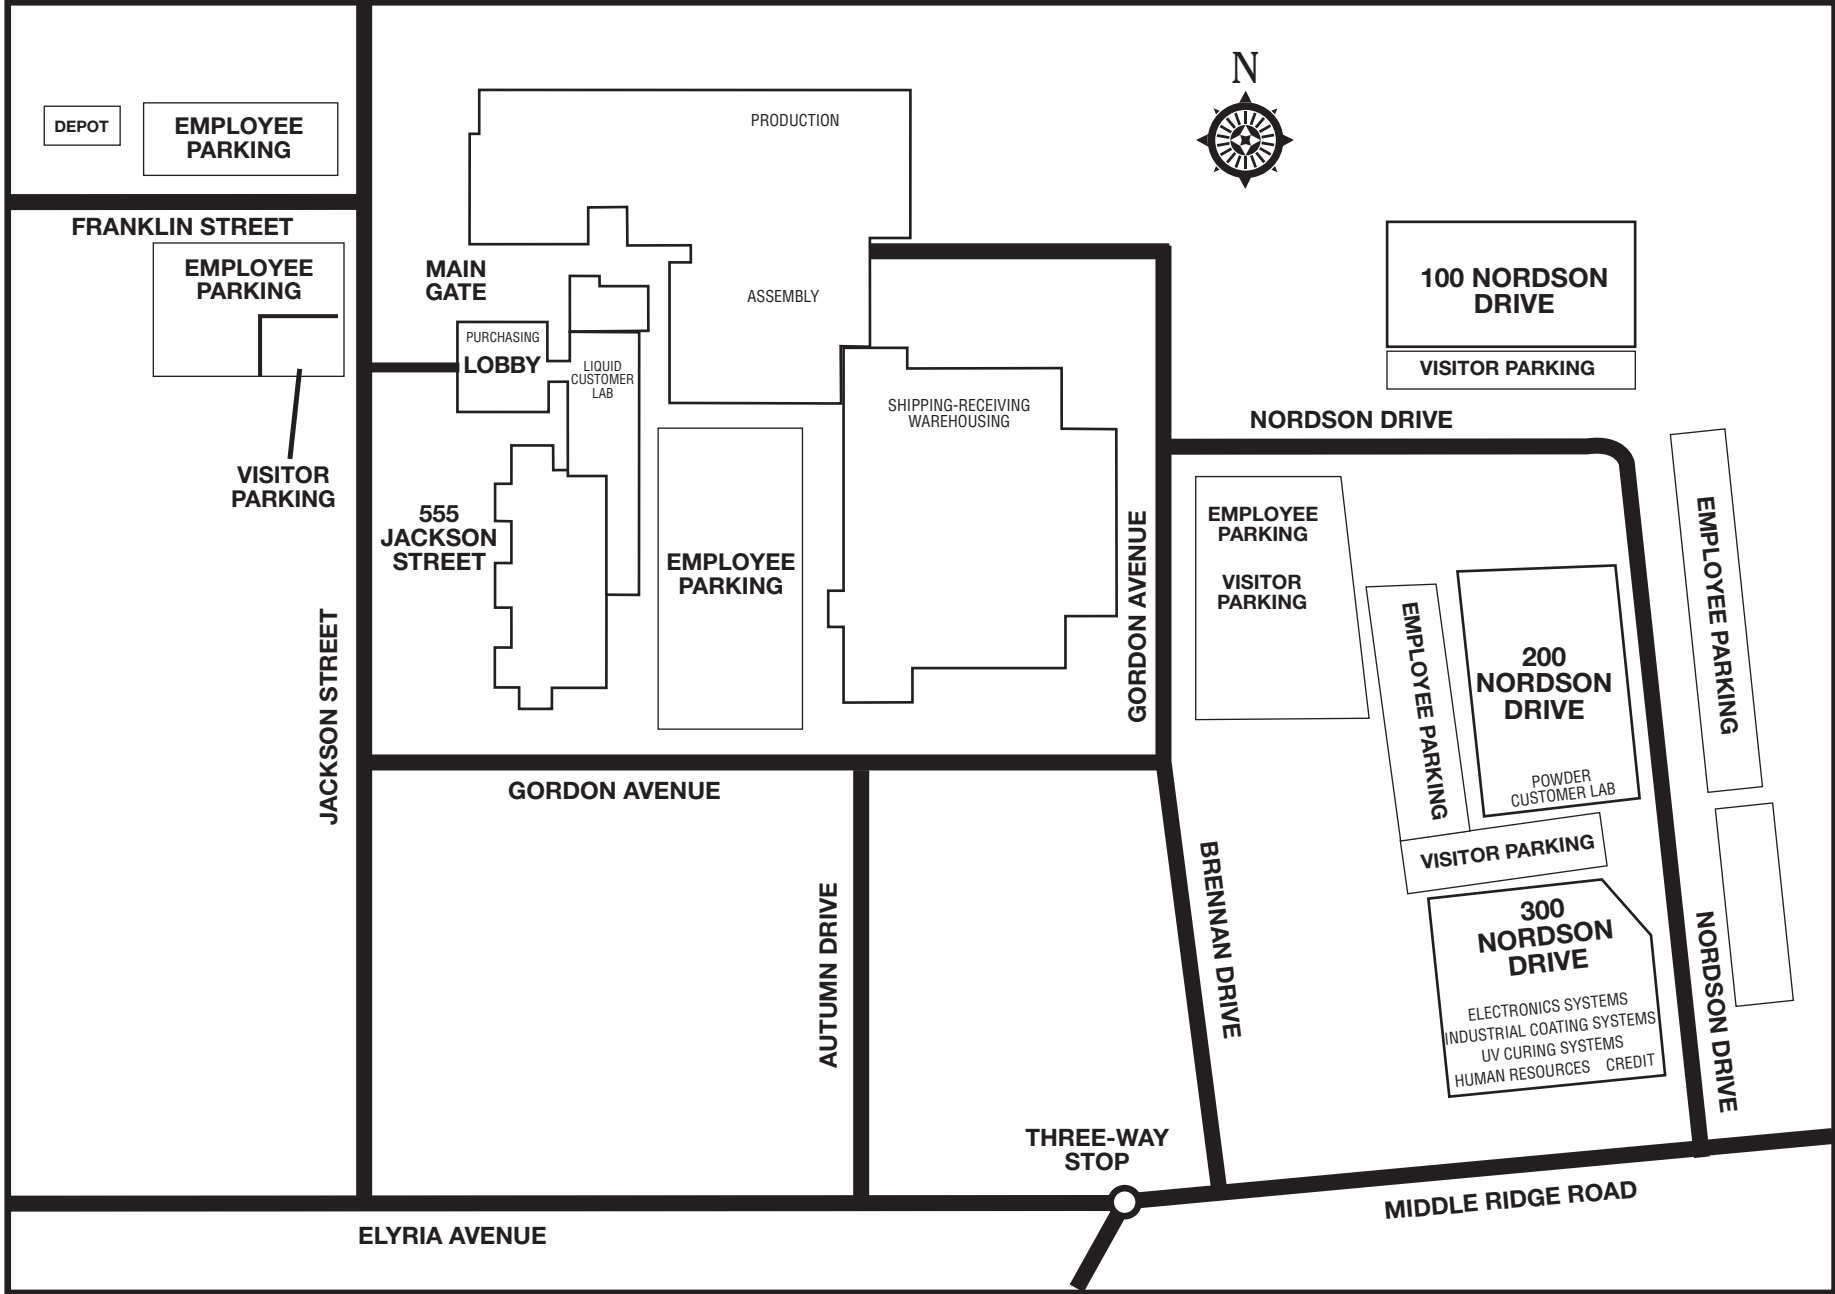 N
DEPOT
EMPLOYEE
PARKING
PRODUCTION
FRANKLIN STREET
EMPLOYEE
PARKING
MAIN
GATE
ASSEMBLY
100 NORDSON
DRIVE
VISITOR PARKING
PURCHASING
LOBBY
LIQUID
CUSTOMER
LAB
SHIPPING-RECEIVING
WAREHOUSING
NORDSON DRIVE
VISITOR
PARKING
555
JACKSON
STREET
EMPLOYEE
PARKING
GORDON AVENUE
EMPLOYEE
PARKING
VISITOR
PARKING
EMPLOYEE PARKING
EMPLOYEE PARKING
200
NORDSON
DRIVE
POWDER
CUSTOMER LAB
JACKSON STREET
GORDON AVENUE
VISITOR PARKING
AUTUMN DRIVE
BRENNAN DRIVE
300
NORDSON
DRIVE
ELECTRONICS SYSTEMS
INDUSTRIAL COATING SYSTEMS
UV CURING SYSTEMS
HUMAN RESOURCES CREDIT
NORDSON DRIVE
THREE-WAY
STOP
MIDDLE RIDGE ROAD
ELYRIA AVENUE